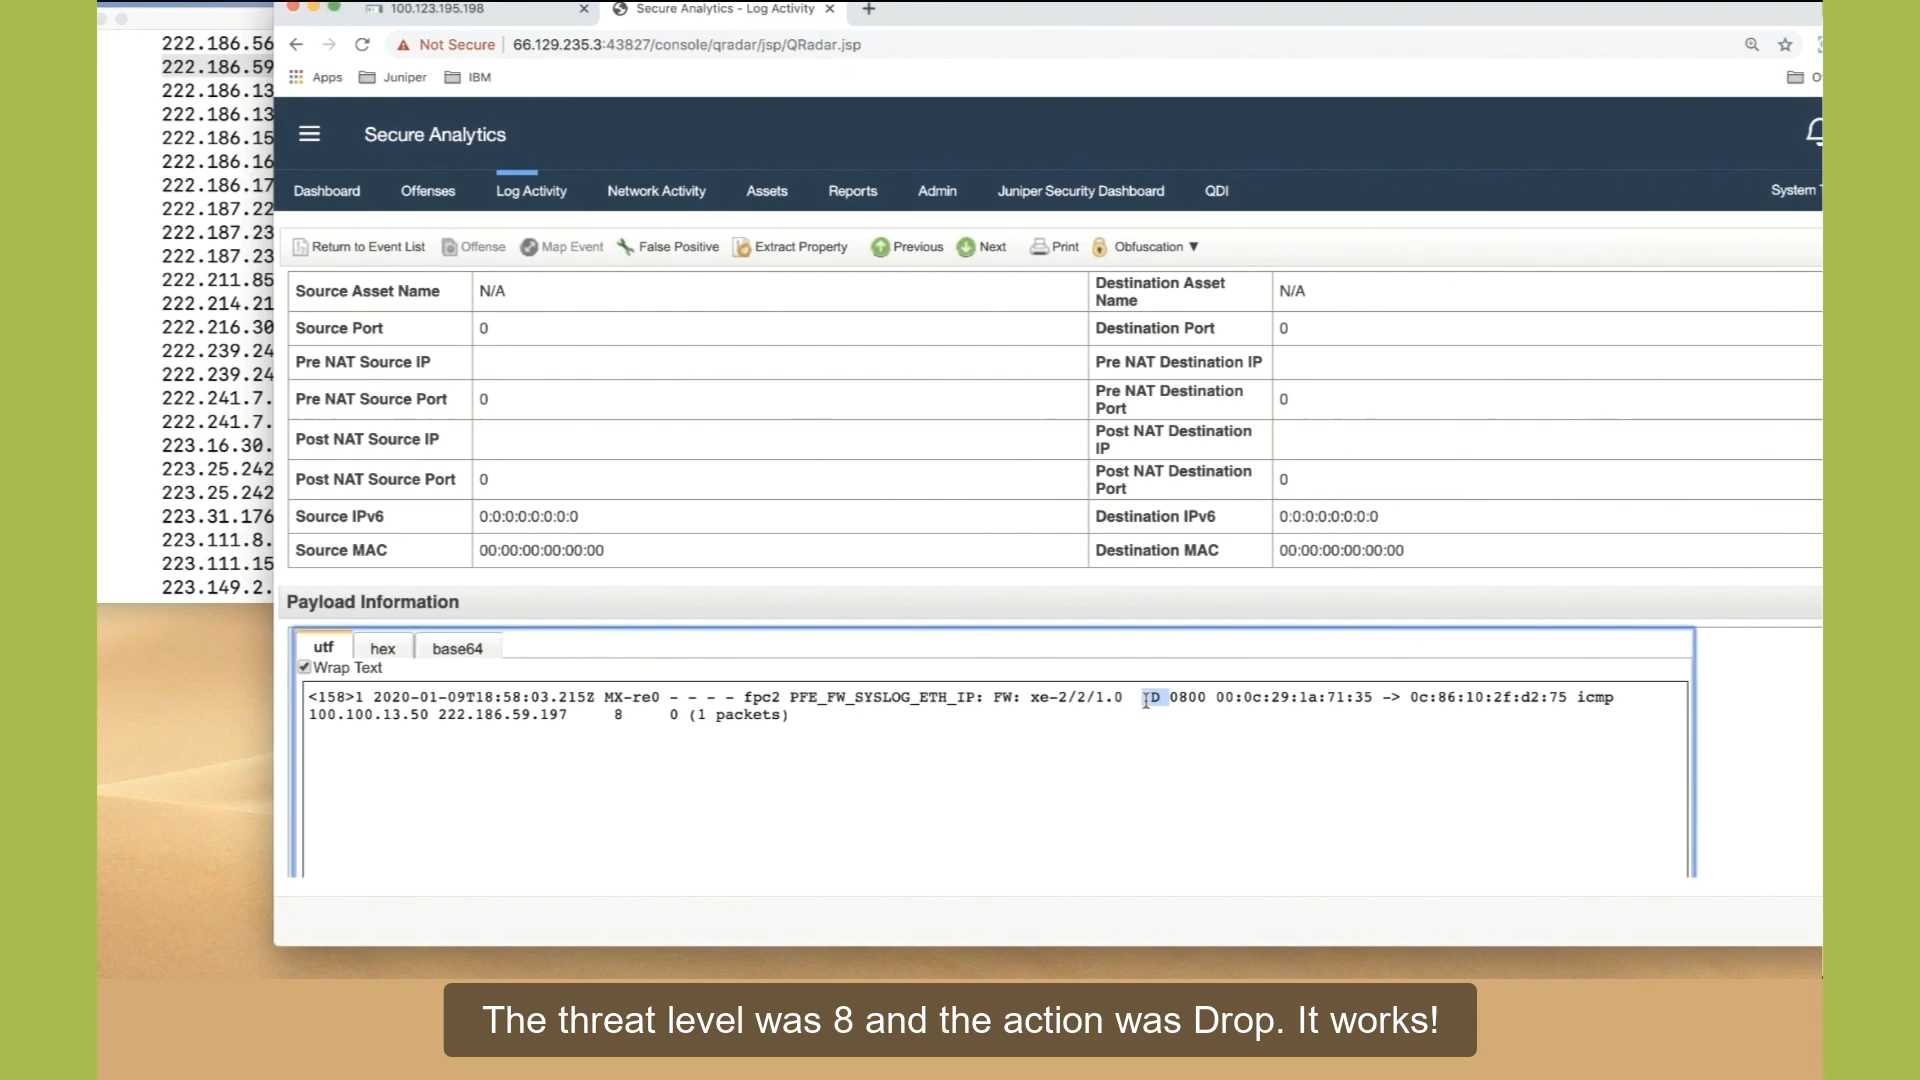 100.123.195.198
Secure Analytics - Log Activity
Not Secure
66.129.235.3:43827/console/qradar/jsp/QRadar.jsp
Apps
Juniper
IBM
222.186.56
222.186.59
222.186.13
222.186.13
222.186.15
222.186.16
222.186.17
222.187.22
222.187.23
222.187.23
222.211.85
222.214.21
222.216.30
222.239.24
222.239.24
222.241.7.
222.241.7.
223.16.30.
223.25.242
223.25.242
223.31.176
223.111.8.
223.111.15
223.149.2.
Secure Analytics
Dashboard Offenses Log Activity Network Activity Assets Reports Admin Juniper Security Dashboard QDI System
Return to Event List Offense Map Event False Positive Extract Property Previous Next Print Obfuscation ▼
Source Asset Name N/A Destination Asset Name N/A
Source Port 0 Destination Port 0
Pre NAT Source IP Pre NAT Destination IP
Pre NAT Source Port 0 Pre NAT Destination Port 0
Post NAT Source IP Post NAT Destination IP
Post NAT Source Port 0 Post NAT Destination Port 0
Source IPv6 0:0:0:0:0:0:0:0 Destination IPv6 0:0:0:0:0:0:0:0
Source MAC 00:00:00:00:00:00 Destination MAC 00:00:00:00:00:00
Payload Information
utf hex base64
Wrap Text
<158>1 2020-01-09T18:58:03.215Z MX-re0 - - - - fpc2 PFE_FW_SYSLOG_ETH_IP: FW: xe-2/2/1.0 D 0800 00:0c:29:1a:71:35 -> 0c:86:10:2f:d2:75 icmp
100.100.13.50 222.186.59.197 8 0 (1 packets)
The threat level was 8 and the action was Drop. It works!